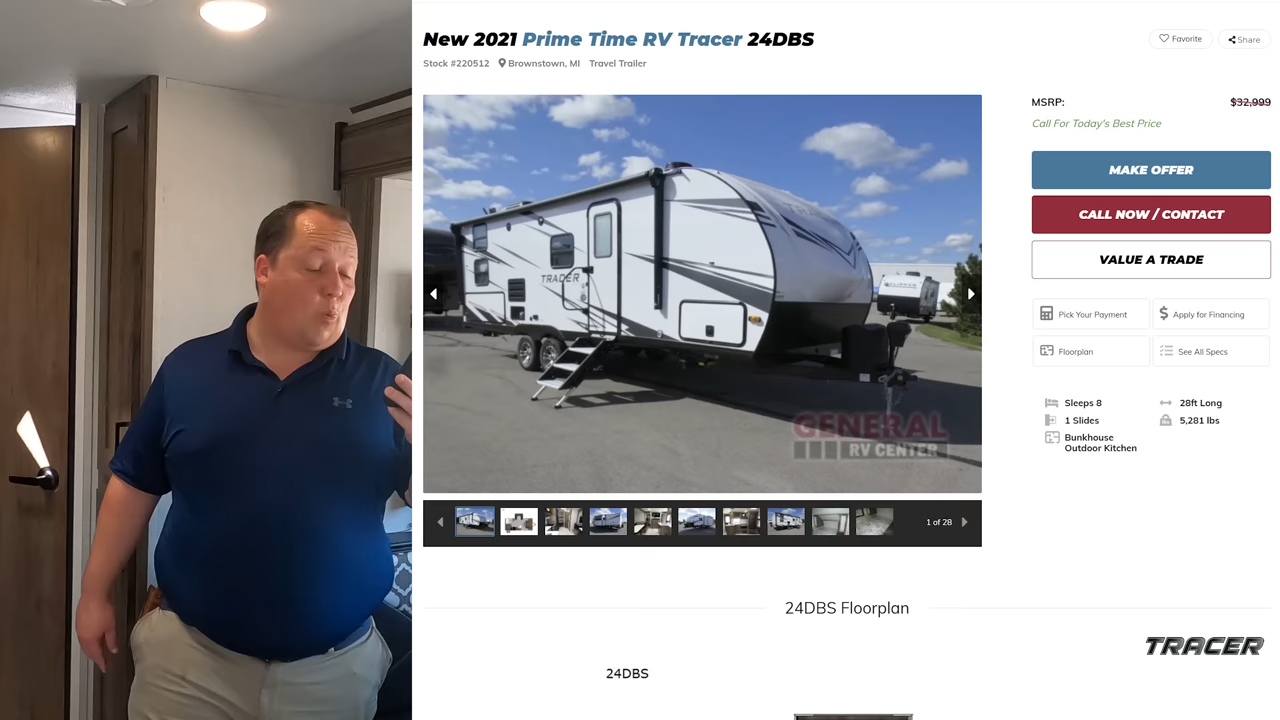 New 2021 Prime Time RV Tracer 24DBS
Favorite
Share
Stock #220512 Brownstown, MI Travel Trailer
MSRP: $32,999
Call For Today's Best Price
MAKE OFFER
CALL NOW / CONTACT
VALUE A TRADE
Pick Your Payment
Apply for Financing
Floorplan
See All Specs
Sleeps 8
28ft Long
1 Slides
5,281 lbs
Bunkhouse
Outdoor Kitchen
TRACER
GENERAL
RV CENTER
1 of 28
24DBS Floorplan
TRACER
24DBS